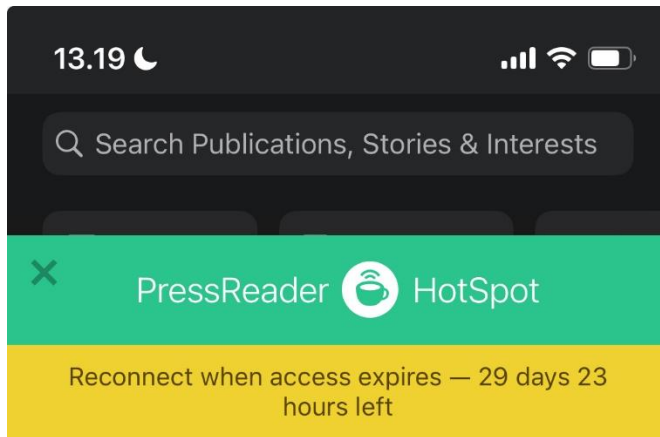 13.19
Search Publications, Stories & Interests
PressReader HotSpot
Reconnect when access expires — 29 days 23
hours left